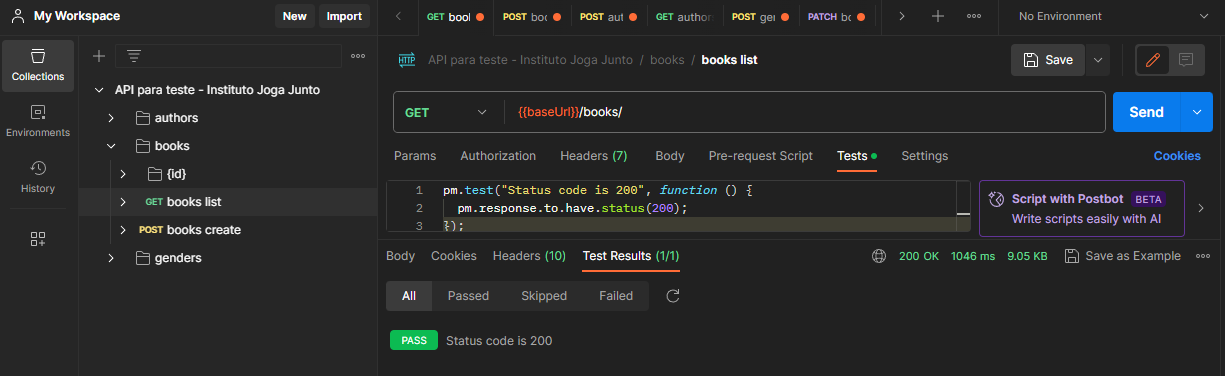 My Workspace
New
Import
GET bool
POST boc
POST aut
GET author
POST gen
PATCH bo
No Environment
Collections
Environments
History
API para teste - Instituto Joga Junto
authors
books
{id}
GET books list
POST books create
genders
HTTP API para teste - Instituto Joga Junto / books / books list
Save
GET
{{baseUrl}}/books/
Send
Params
Authorization
Headers (7)
Body
Pre-request Script
Tests
Settings
Cookies
1 pm.test("Status code is 200", function () {
2 pm.response.to.have.status(200);
3 });
Script with Postbot BETA
Write scripts easily with AI
Body
Cookies
Headers (10)
Test Results (1/1)
200 OK
1046 ms
9.05 KB
Save as Example
All
Passed
Skipped
Failed
PASS
Status code is 200